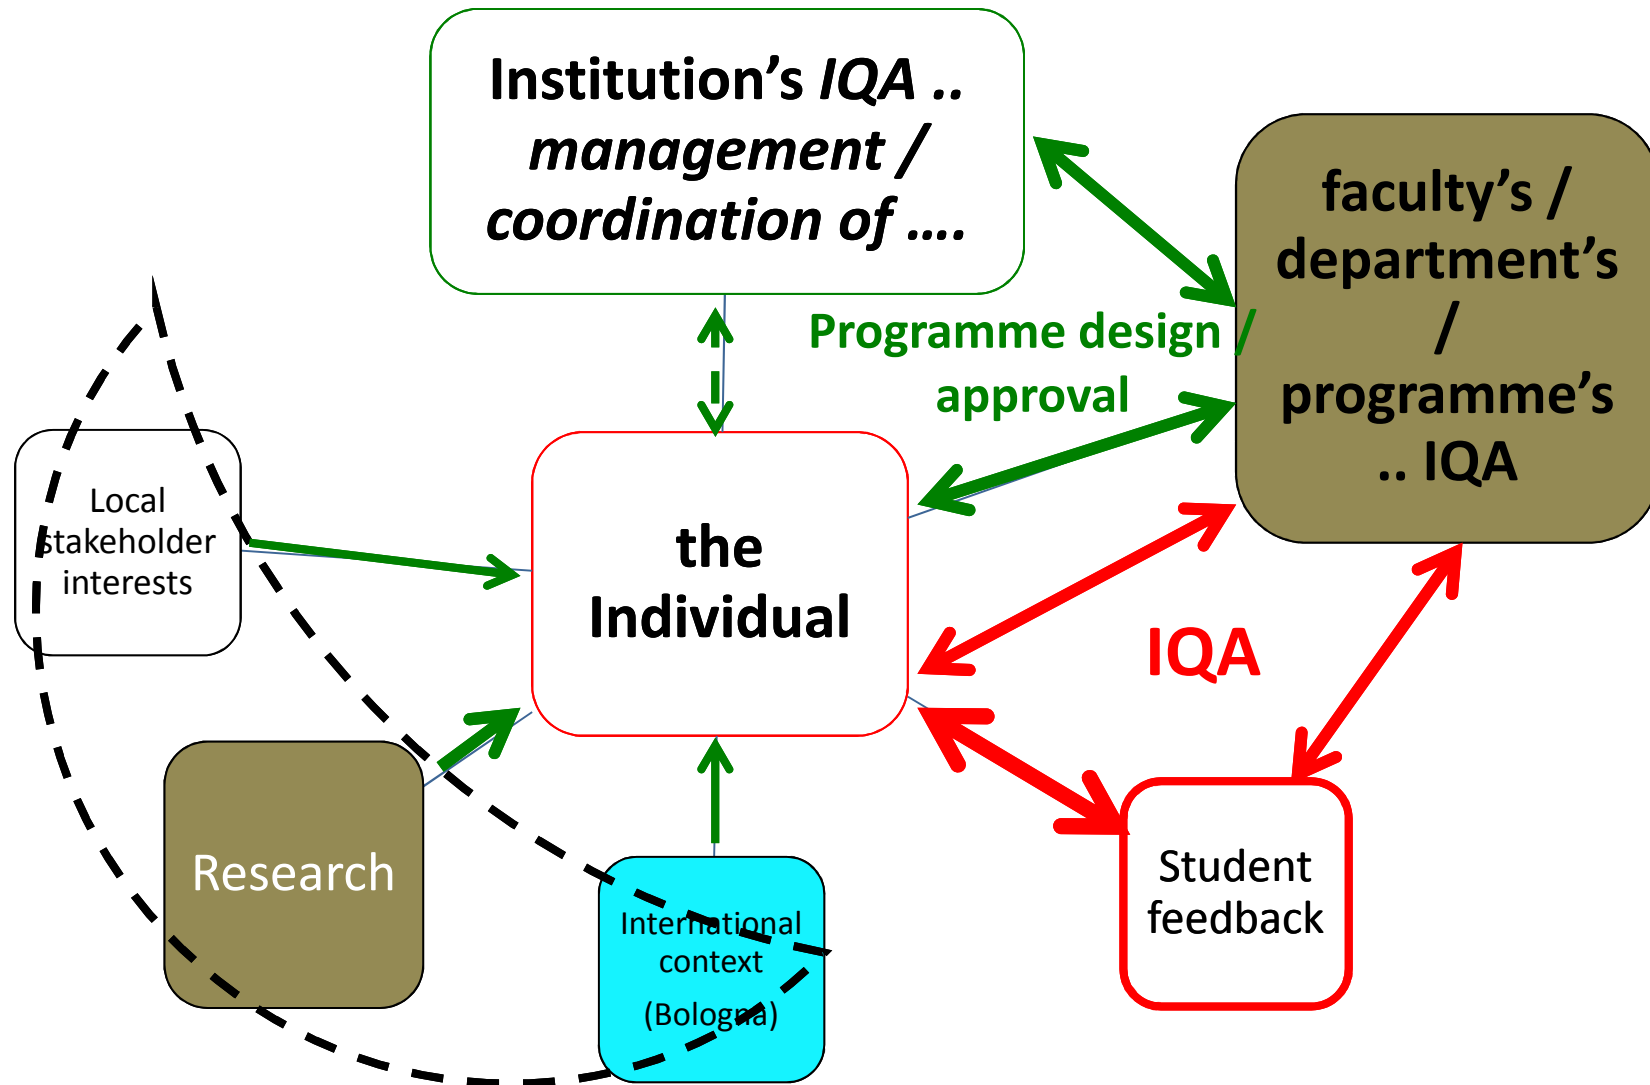 Institution’s IQA ..
management /
coordination of ….
faculty’s /
department’s
/
programme’s
.. IQA
Programme design /
approval
Local
stakeholder
interests
the
Individual
IQA
Research
International
context
(Bologna)
Student
feedback